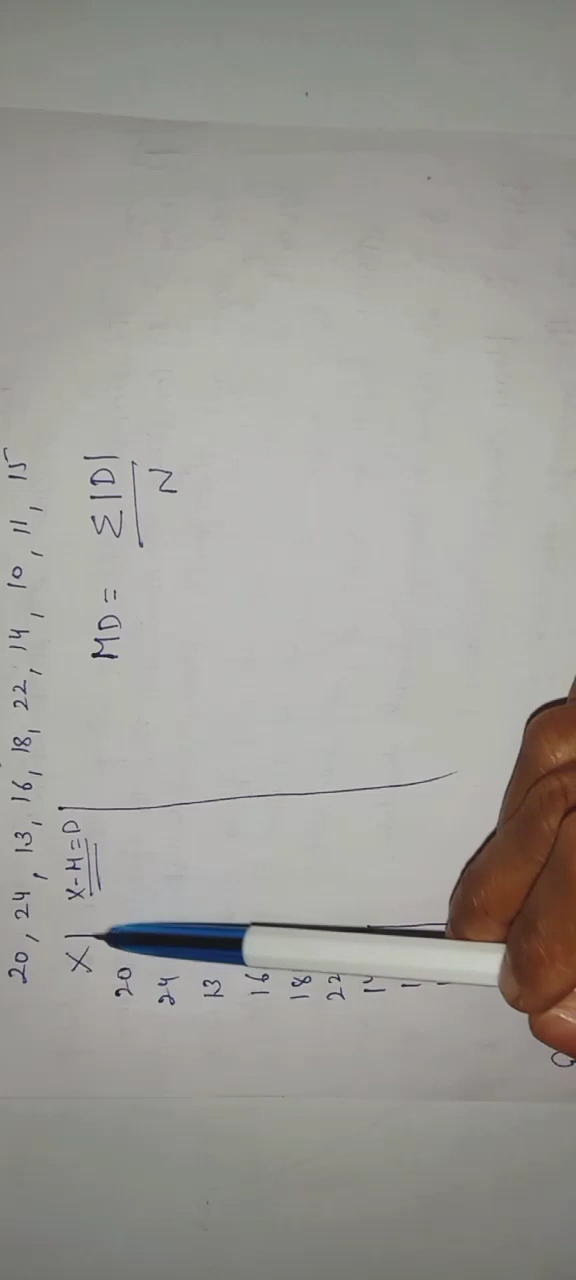 20, 24, 13, 16, 18, 22, 14, 10, 11, 15
X | X-M=D
MD = Σ|D|
N
20
24
13
16
18
22